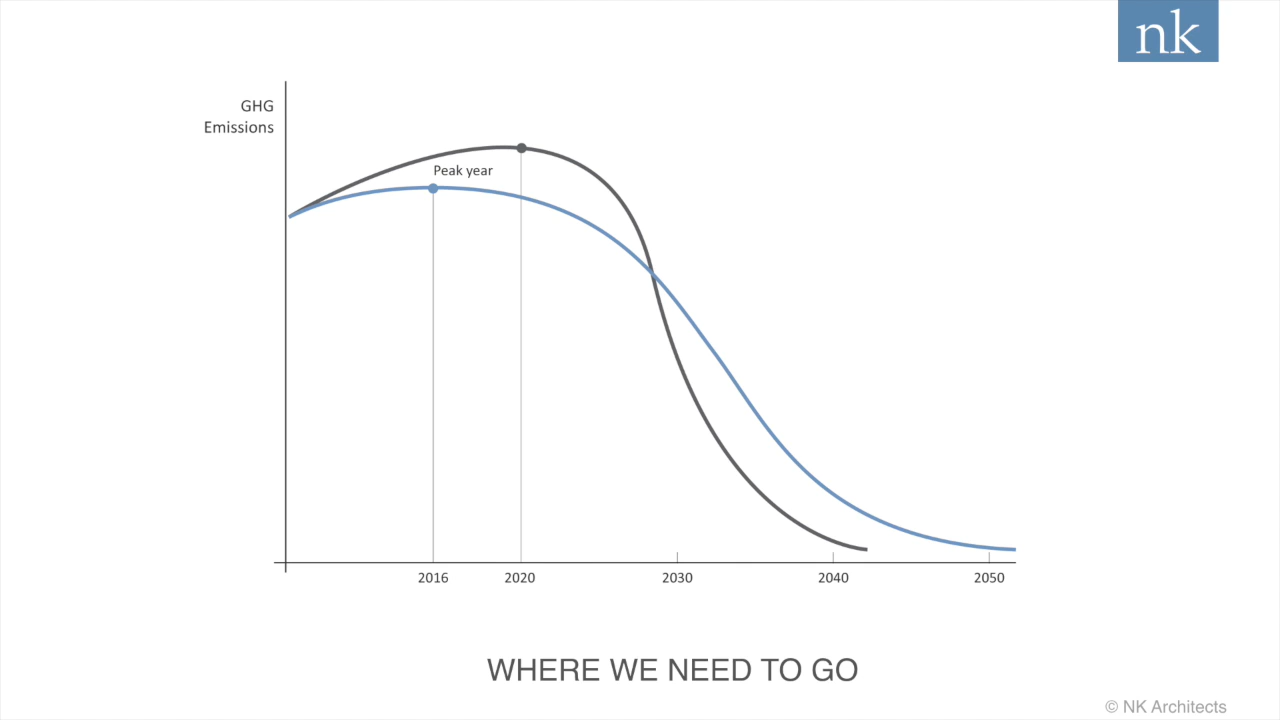 nk
GHG
Emissions
Peak year
2016
2020
2030
2040
2050
WHERE WE NEED TO GO
© NK Architects